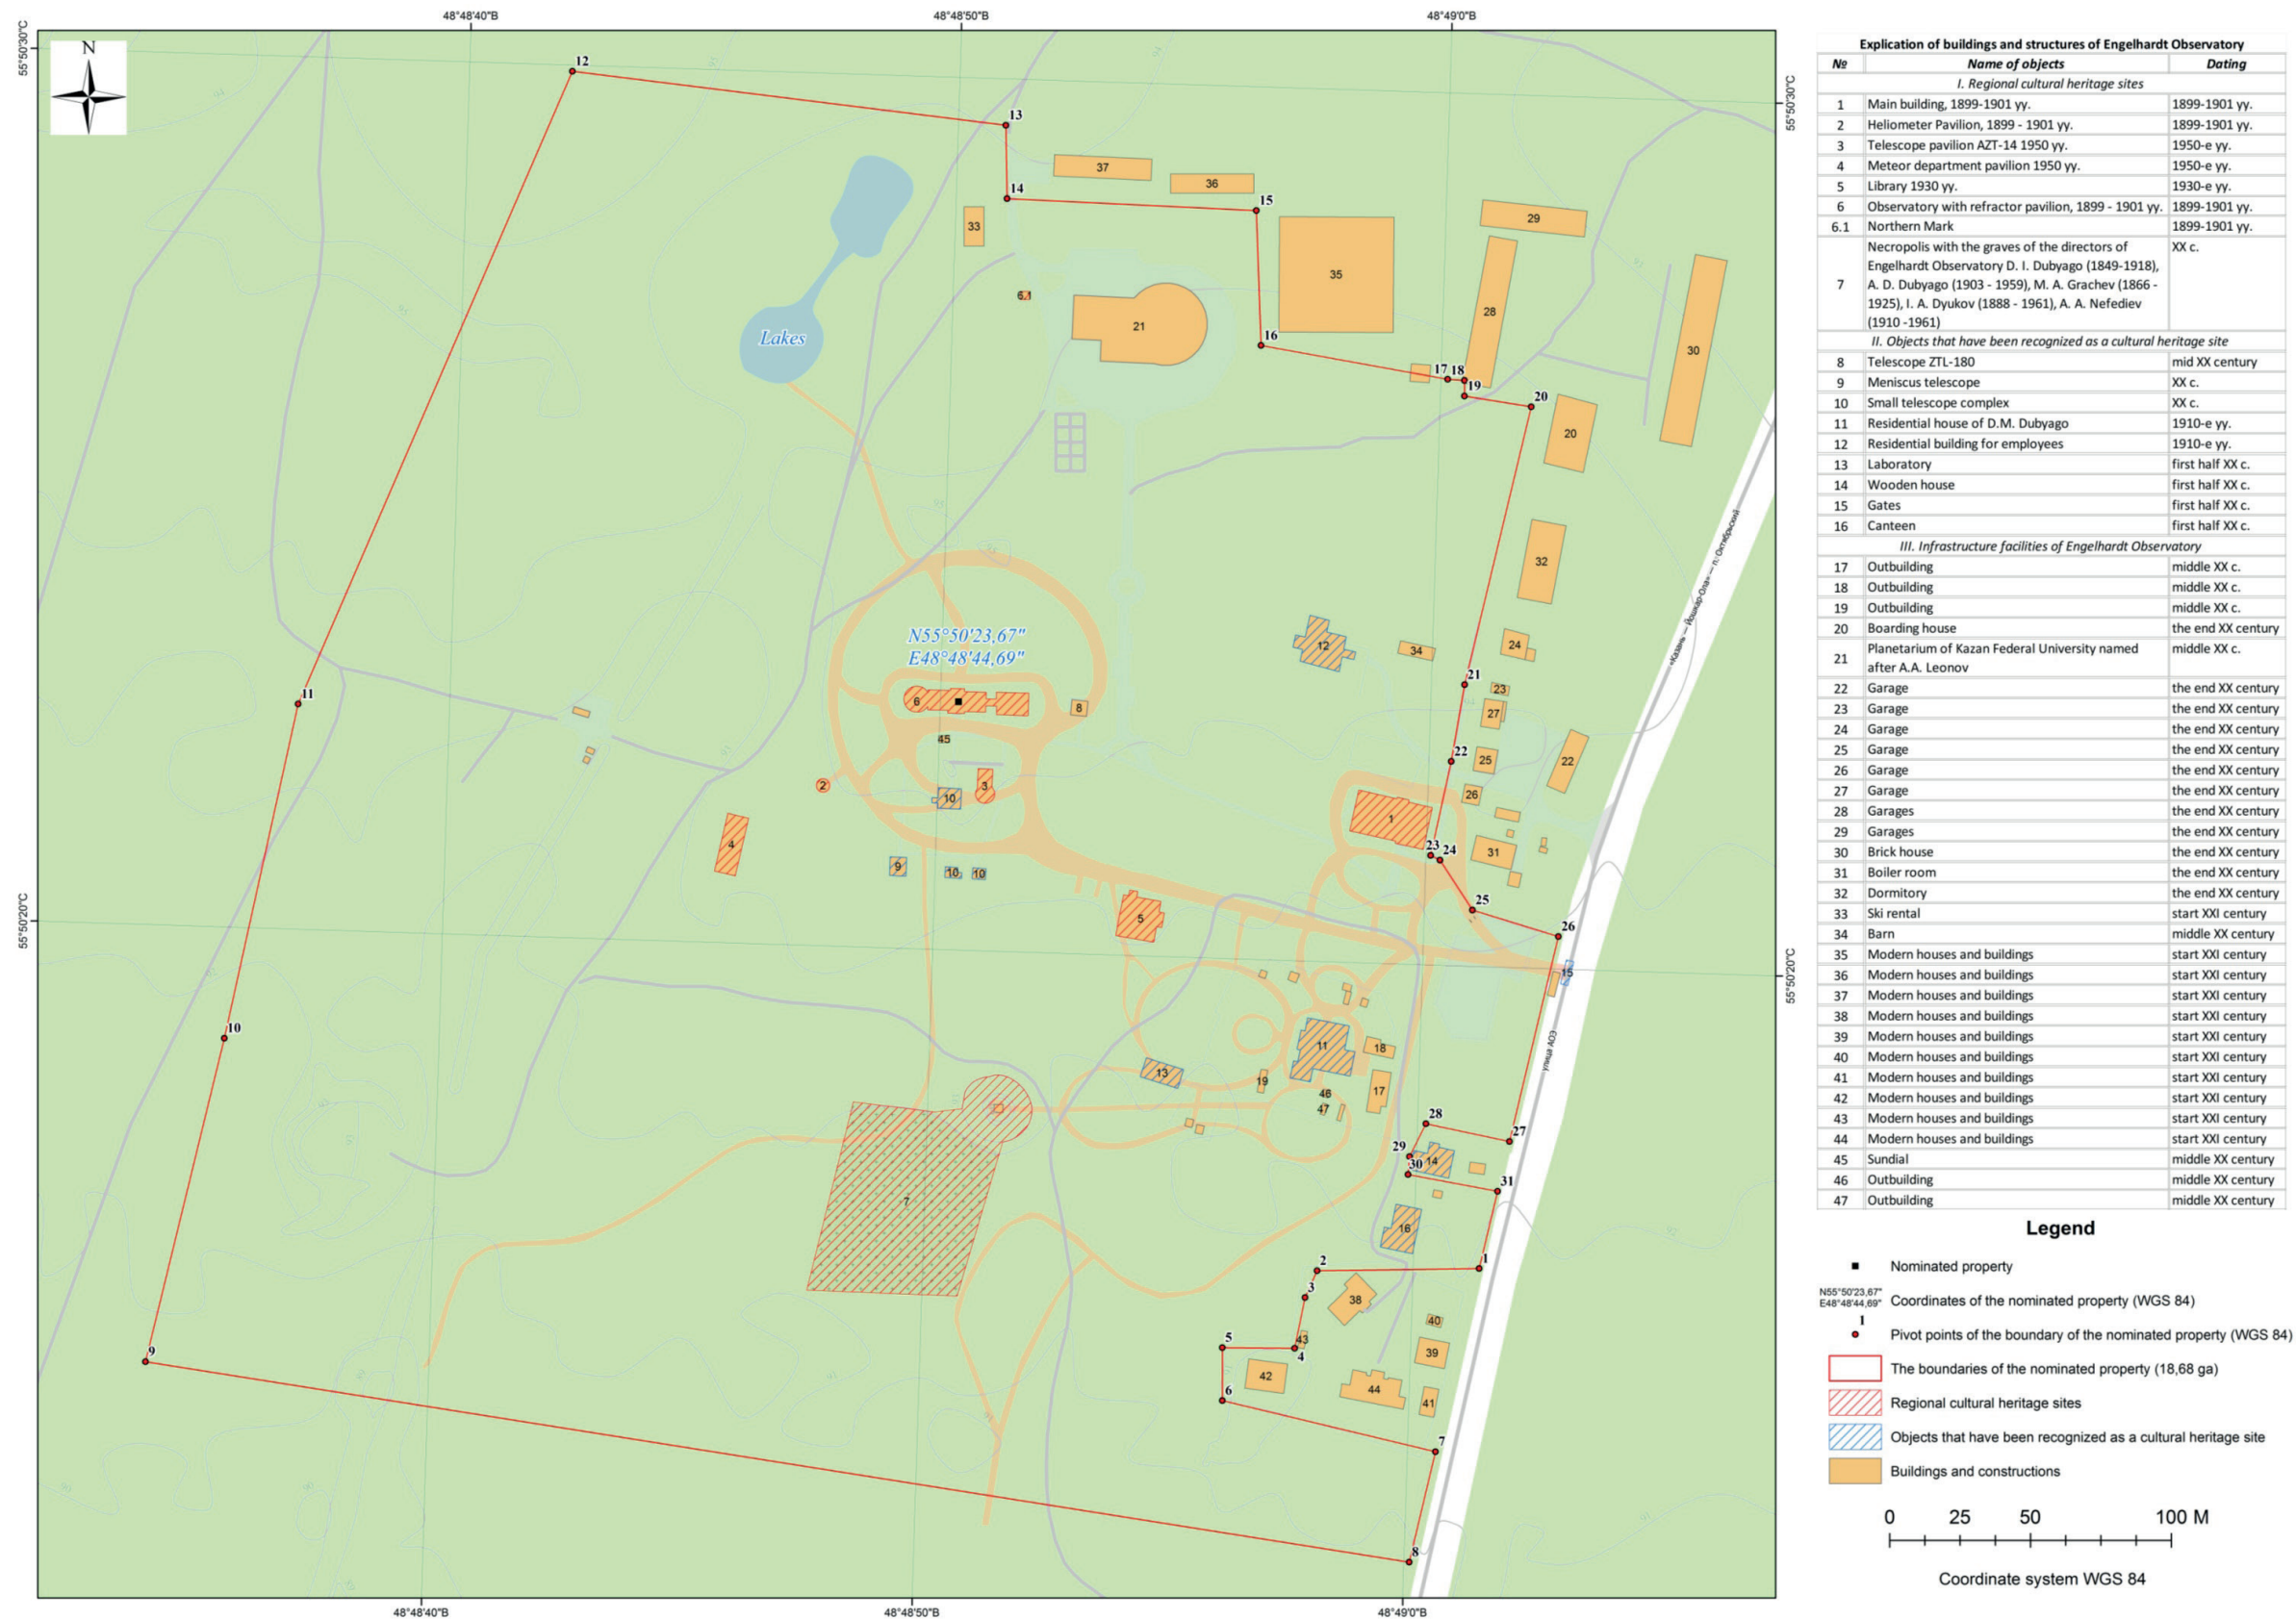 48°48'40"В 48°48'50"В 48°49'0"В
55°50'30"С
N
12
13
37
36
14
15
33
29
55°50'30"С
6.1
35
21
28
30
Lakes
16
17 18
19
20
20
32
«Казань — Йошкар-Ола» — п. Октябрьский
N55°50'23,67"
E48°48'44,69"
12
34
24
21
11
6
8
23
27
45
22
25
22
2
10
3
26
1
4
23 24
31
9
10 10
5
25
26
55°50'20"С
15
55°50'20"С
10
11
18
улица АОЭ
13
19
17
46
47
28
27
29
14
30
31
7
16
2
1
3
38
40
43
5
4
39
9
42
44
41
6
7
8
48°48'40"В 48°48'50"В 48°49'0"В
Explication of buildings and structures of Engelhardt Observatory
№ Name of objects Dating
I. Regional cultural heritage sites
1 Main building, 1899-1901 yy. 1899-1901 yy.
2 Heliometer Pavilion, 1899 - 1901 yy. 1899-1901 yy.
3 Telescope pavilion AZT-14 1950 yy. 1950-e yy.
4 Meteor department pavilion 1950 yy. 1950-e yy.
5 Library 1930 yy. 1930-e yy.
6 Observatory with refractor pavilion, 1899 - 1901 yy. 1899-1901 yy.
6.1 Northern Mark 1899-1901 yy.
Necropolis with the graves of the directors of XX c.
Engelhardt Observatory D. I. Dubyago (1849-1918),
7 A. D. Dubyago (1903 - 1959), M. A. Grachev (1866 -
1925), I. A. Dyukov (1888 - 1961), A. A. Nefediev
(1910 -1961)
II. Objects that have been recognized as a cultural heritage site
8 Telescope ZTL-180 mid XX century
9 Meniscus telescope XX c.
10 Small telescope complex XX c.
11 Residential house of D.M. Dubyago 1910-e yy.
12 Residential building for employees 1910-e yy.
13 Laboratory first half XX c.
14 Wooden house first half XX c.
15 Gates first half XX c.
16 Canteen first half XX c.
III. Infrastructure facilities of Engelhardt Observatory
17 Outbuilding middle XX c.
18 Outbuilding middle XX c.
19 Outbuilding middle XX c.
20 Boarding house the end XX century
21 Planetarium of Kazan Federal University named middle XX c.
after A.A. Leonov
22 Garage the end XX century
23 Garage the end XX century
24 Garage the end XX century
25 Garage the end XX century
26 Garage the end XX century
27 Garage the end XX century
28 Garages the end XX century
29 Garages the end XX century
30 Brick house the end XX century
31 Boiler room the end XX century
32 Dormitory the end XX century
33 Ski rental start XXI century
34 Barn middle XX century
35 Modern houses and buildings start XXI century
36 Modern houses and buildings start XXI century
37 Modern houses and buildings start XXI century
38 Modern houses and buildings start XXI century
39 Modern houses and buildings start XXI century
40 Modern houses and buildings start XXI century
41 Modern houses and buildings start XXI century
42 Modern houses and buildings start XXI century
43 Modern houses and buildings start XXI century
44 Modern houses and buildings start XXI century
45 Sundial middle XX century
46 Outbuilding middle XX century
47 Outbuilding middle XX century
Legend
Nominated property
N55°50'23,67"
E48°48'44,69" Coordinates of the nominated property (WGS 84)
1
Pivot points of the boundary of the nominated property (WGS 84)
The boundaries of the nominated property (18,68 ga)
Regional cultural heritage sites
Objects that have been recognized as a cultural heritage site
Buildings and constructions
0 25 50 100 M
Coordinate system WGS 84